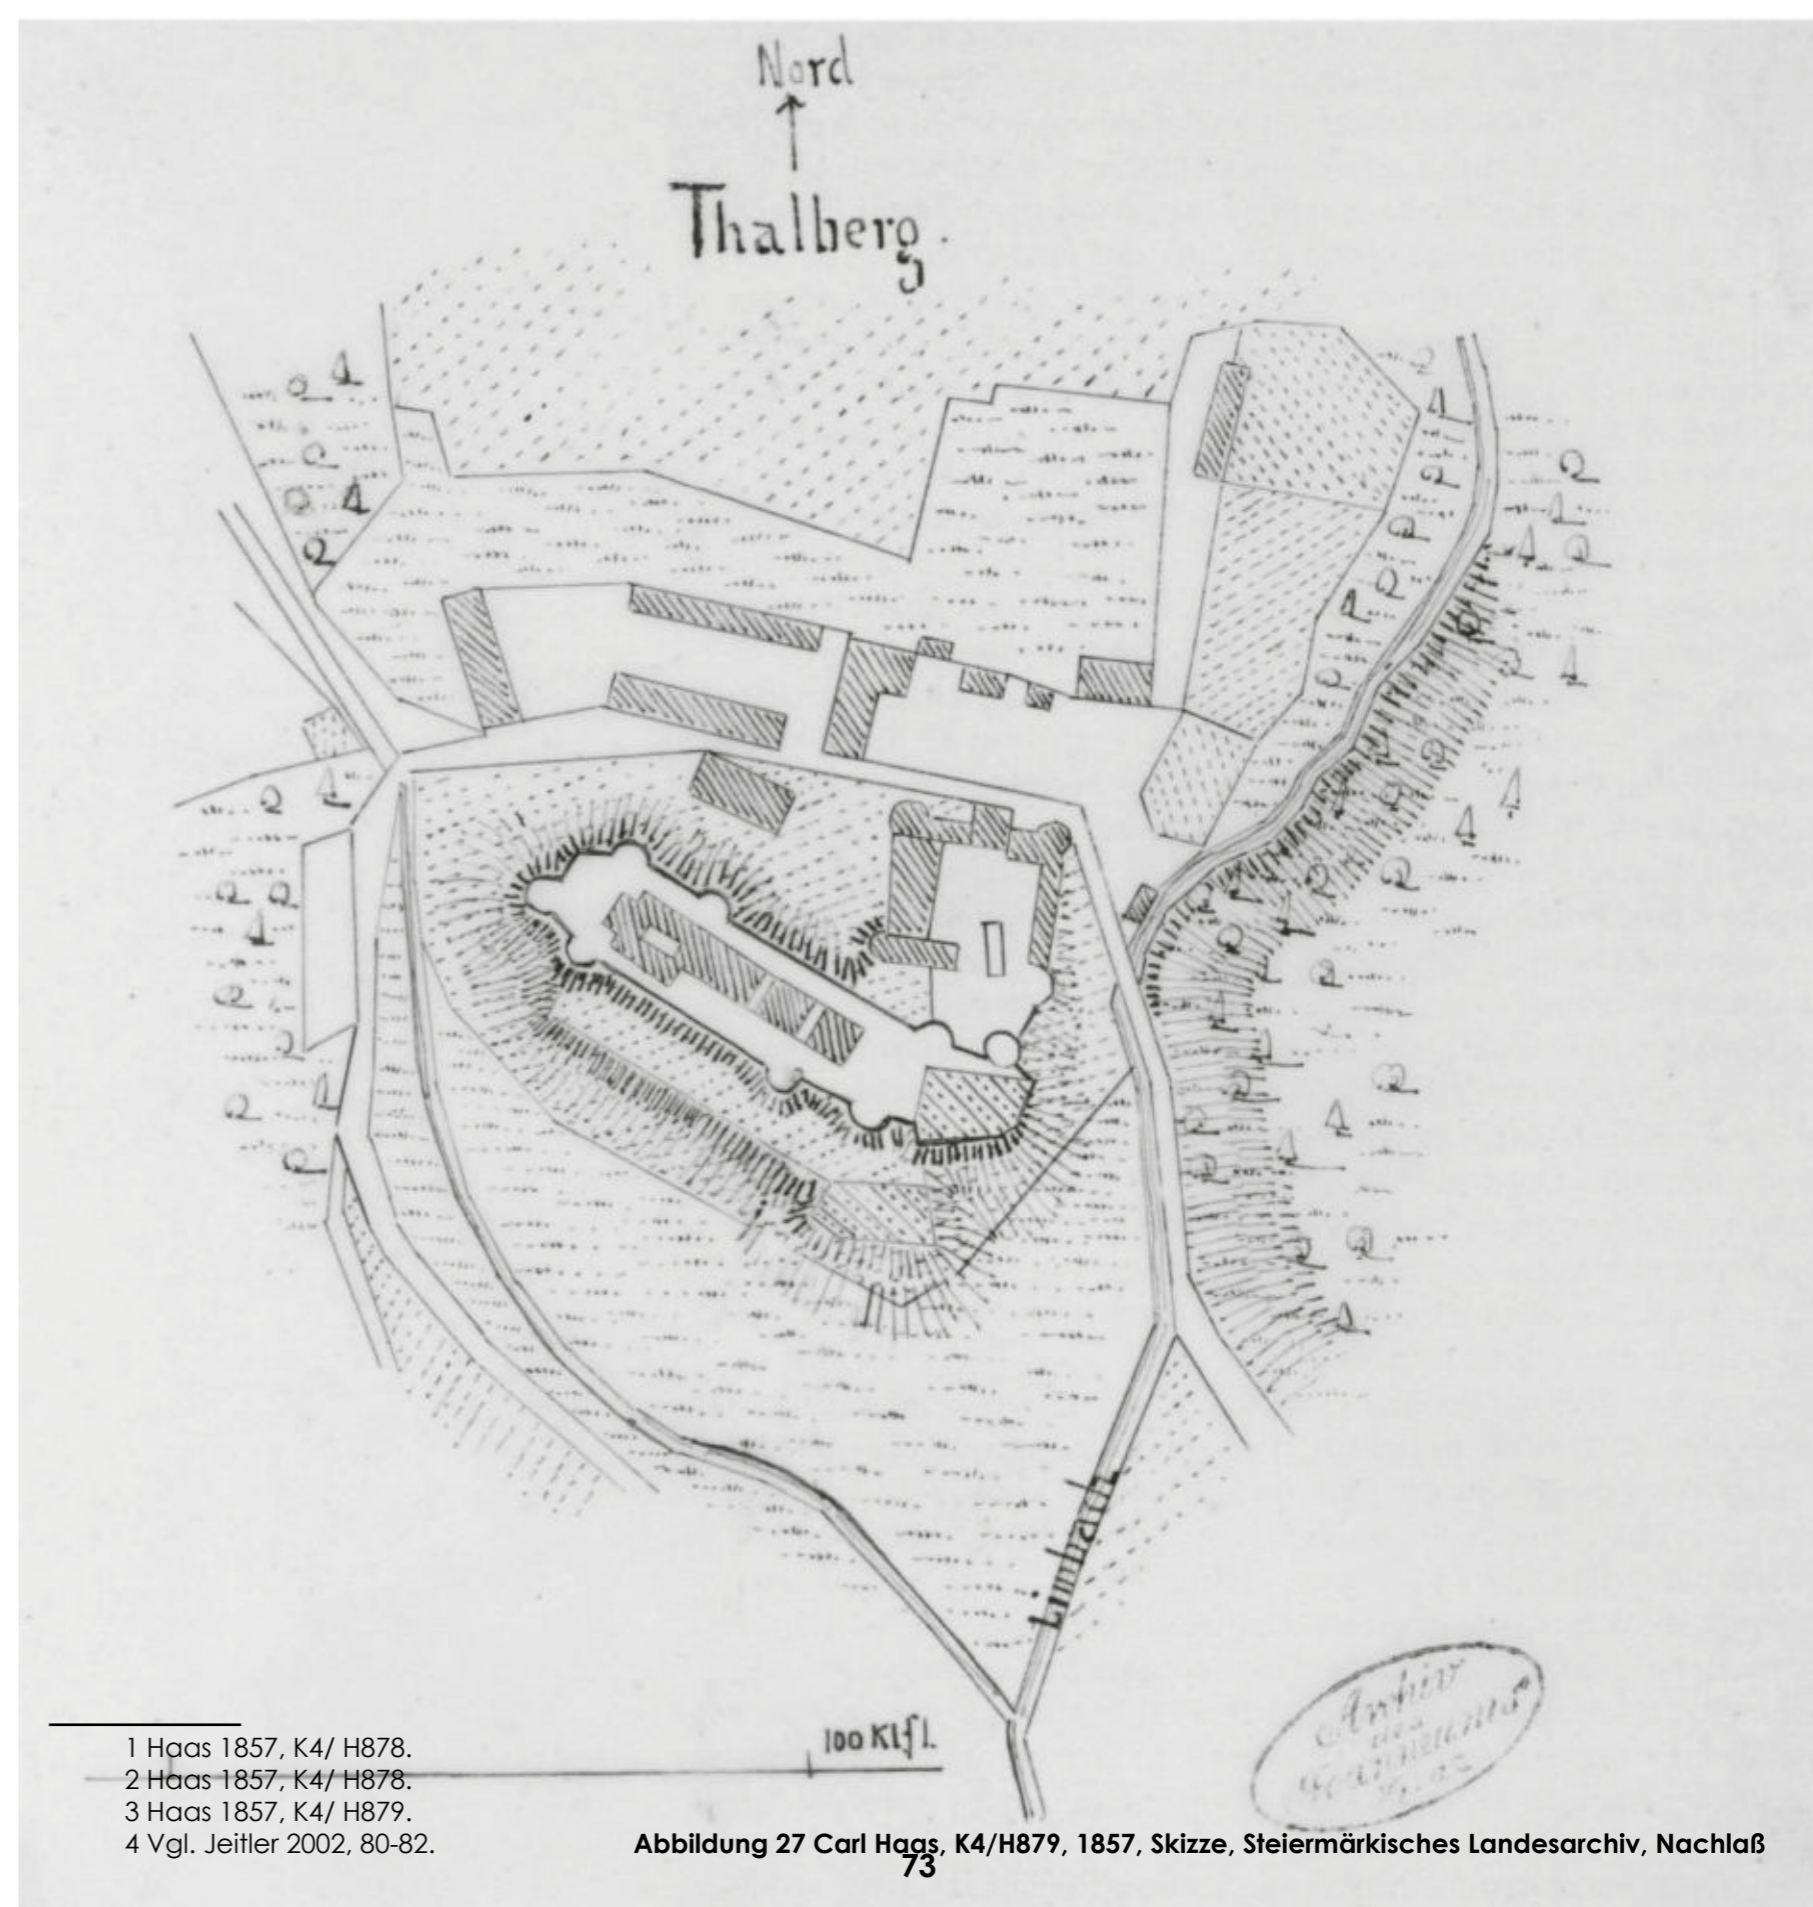 Nord
Thalberg.
Limbach
100 Klfl.
Archiv
des
1 Haas 1857, K4/ H878.
2 Haas 1857, K4/ H878.
3 Haas 1857, K4/ H879.
4 Vgl. Jeitler 2002, 80-82.
Abbildung 27 Carl Haas, K4/H879, 1857, Skizze, Steiermärkisches Landesarchiv, Nachlaß
73